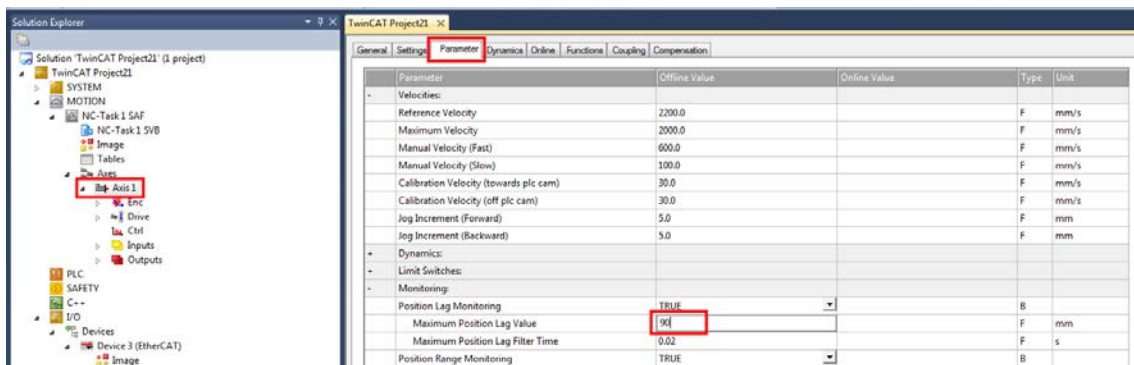 Solution Explorer
TwinCAT Project21
Solution 'TwinCAT Project21' (1 project)
TwinCAT Project21
SYSTEM
MOTION
NC-Task 1 SAF
NC-Task 1 SVB
Image
Tables
Axes
Axis 1
Enc
Drive
Ctrl
Inputs
Outputs
PLC
SAFETY
C++
I/O
Devices
Device 3 (EtherCAT)
Image
General Settings Parameter Dynamics Online Functions Coupling Compensation
Parameter Offline Value Online Value Type Unit
- Velocities:
Reference Velocity 2200.0 F mm/s
Maximum Velocity 2000.0 F mm/s
Manual Velocity (Fast) 600.0 F mm/s
Manual Velocity (Slow) 100.0 F mm/s
Calibration Velocity (towards plc cam) 30.0 F mm/s
Calibration Velocity (off plc cam) 30.0 F mm/s
Jog Increment (Forward) 5.0 F mm
Jog Increment (Backward) 5.0 F mm
+ Dynamics:
+ Limit Switches:
- Monitoring:
Position Lag Monitoring TRUE B
Maximum Position Lag Value 90 F mm
Maximum Position Lag Filter Time 0.02 F s
Position Range Monitoring TRUE B